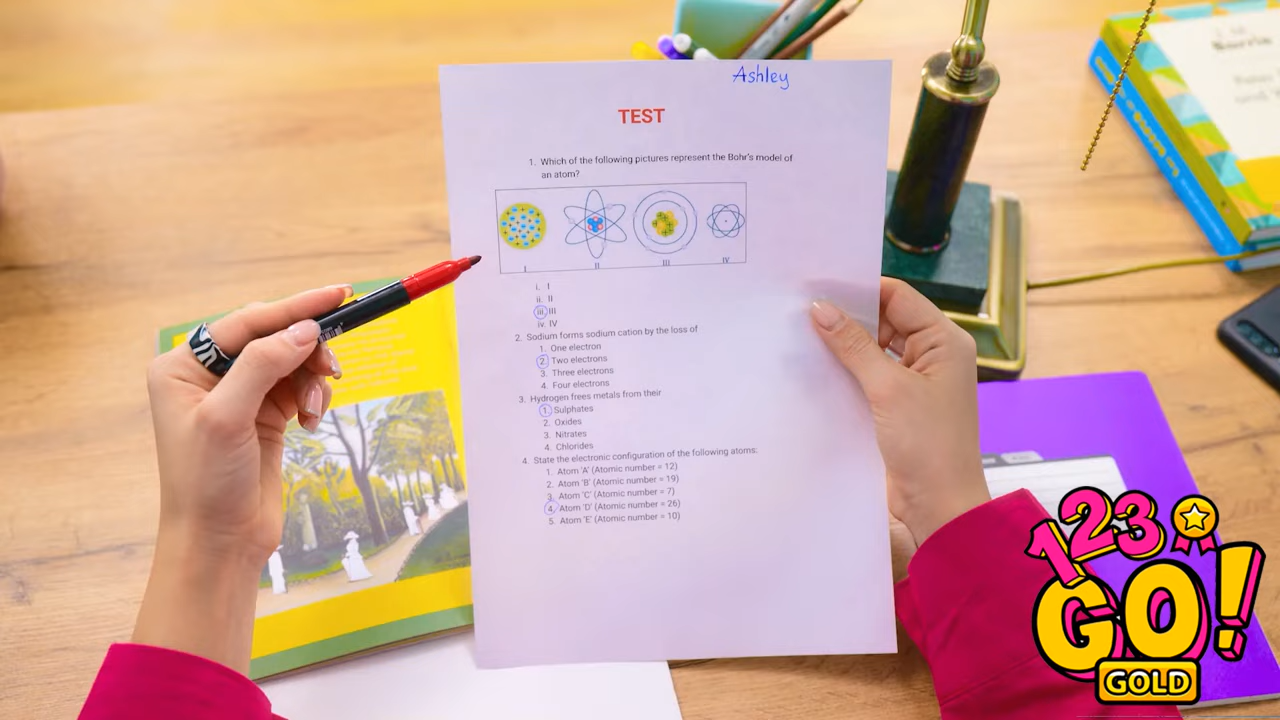 Ashley
TEST
1. Which of the following pictures represent the Bohr's model of
an atom?
I II III IV
i. I
ii. II
iii. III
iv. IV
2. Sodium forms sodium cation by the loss of
1. One electron
2. Two electrons
3. Three electrons
4. Four electrons
3. Hydrogen frees metals from their
1. Sulphates
2. Oxides
3. Nitrates
4. Chlorides
4. State the electronic configuration of the following atoms:
1. Atom 'A' (Atomic number = 12)
2. Atom 'B' (Atomic number = 19)
3. Atom 'C' (Atomic number = 7)
4. Atom 'D' (Atomic number = 26)
5. Atom 'E' (Atomic number = 10)
123
GO!
GOLD